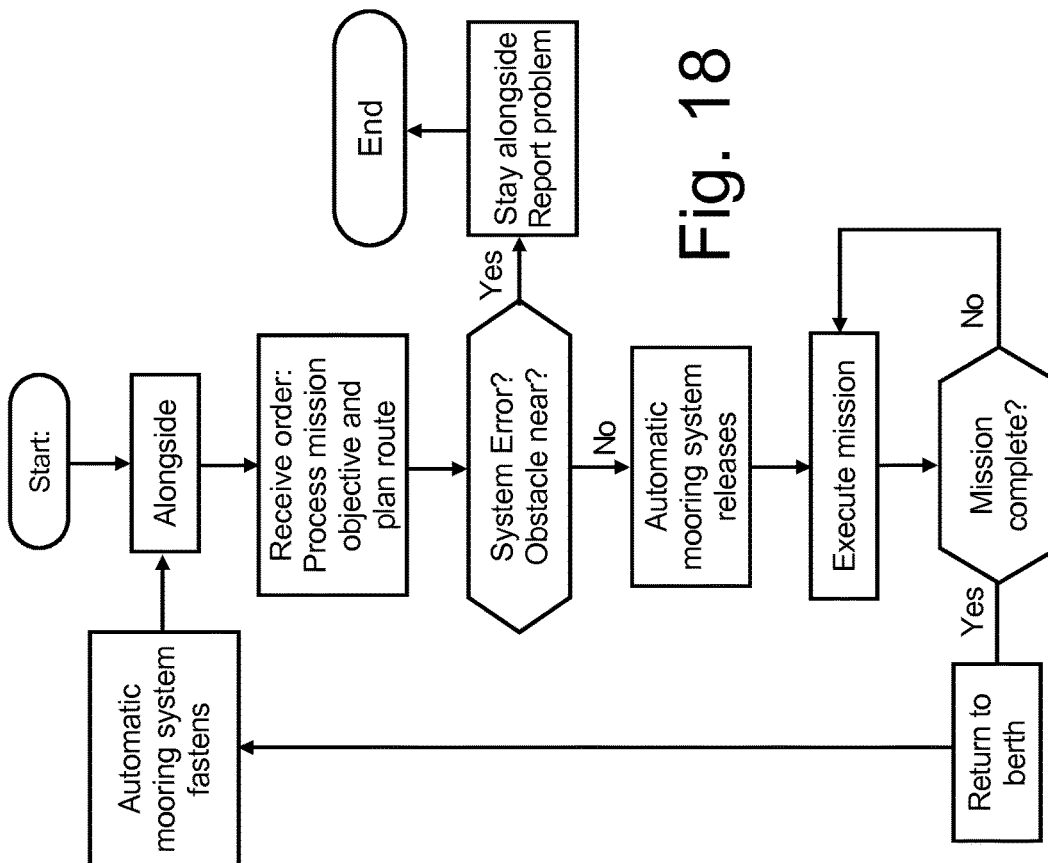 Start:
Alongside
Receive order:
Process mission
objective and
plan route
System Error?
Obstacle near?
Yes
Stay alongside
Report problem
End
No
Automatic
mooring system
releases
Execute mission
Mission
complete?
No
Yes
Return to
berth
Automatic
mooring system
fastens
Fig. 18